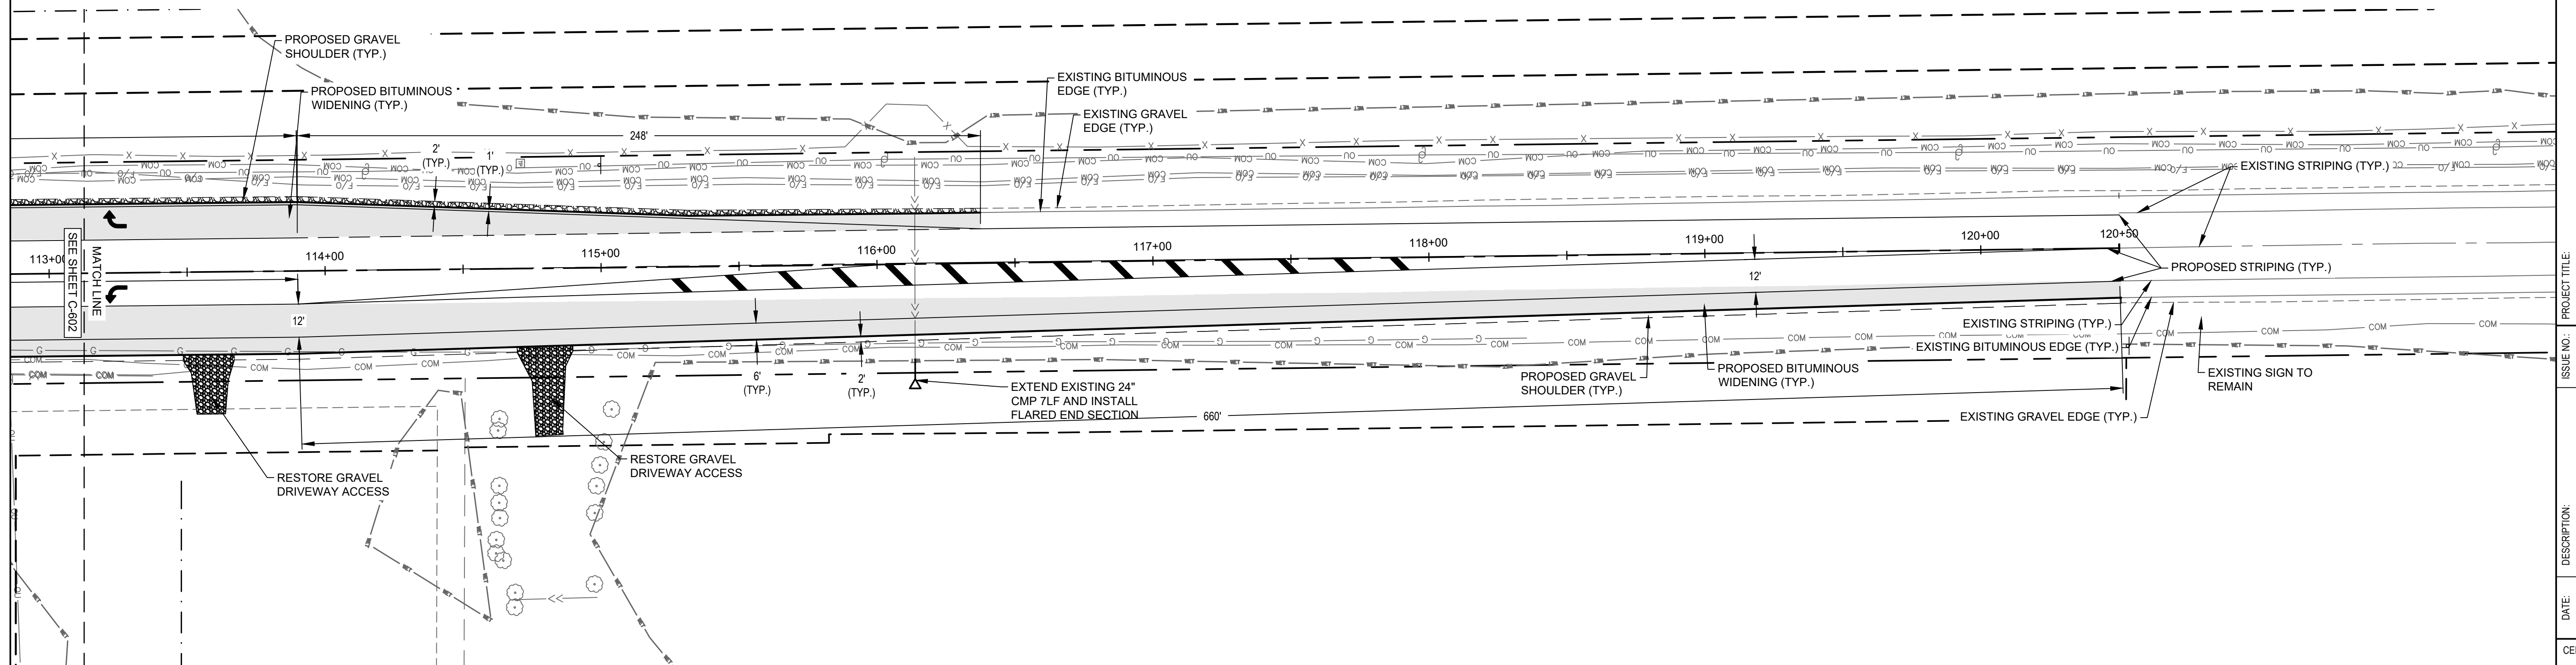 PROPOSED GRAVEL
SHOULDER (TYP.)
PROPOSED BITUMINOUS
WIDENING (TYP.)
EXISTING BITUMINOUS
EDGE (TYP.)
EXISTING GRAVEL
EDGE (TYP.)
248'
2'
(TYP.)
1'
(TYP.)
EXISTING STRIPING (TYP.)
SEE SHEET C-602
MATCH LINE
113+00
114+00
115+00
116+00
117+00
118+00
119+00
120+00
120+50
PROPOSED STRIPING (TYP.)
12'
12'
EXISTING STRIPING (TYP.)
EXISTING BITUMINOUS EDGE (TYP.)
6'
(TYP.)
2'
(TYP.)
EXTEND EXISTING 24"
CMP 7LF AND INSTALL
FLARED END SECTION
PROPOSED GRAVEL
SHOULDER (TYP.)
PROPOSED BITUMINOUS
WIDENING (TYP.)
EXISTING SIGN TO
REMAIN
660'
EXISTING GRAVEL EDGE (TYP.)
RESTORE GRAVEL
DRIVEWAY ACCESS
RESTORE GRAVEL
DRIVEWAY ACCESS
PROJECT TITLE:
ISSUE NO.:
DESCRIPTION:
DATE: